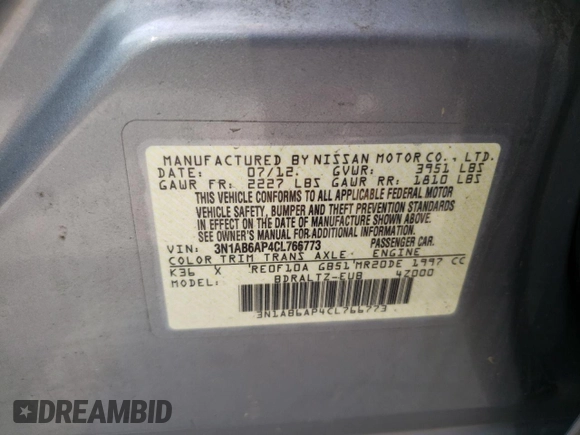 MANUFACTURED BY NISSAN MOTOR CO., LTD.
DATE: 07/12. GVWR: 3951 LBS
GAWR FR: 2227 LBS GAWR RR: 1810 LBS
THIS VEHICLE CONFORMS TO ALL APPLICABLE FEDERAL MOTOR
VEHICLE SAFETY, BUMPER AND THEFT PREVENTION STANDARDS
IN EFFECT ON THE DATE OF MANUFACTURE SHOWN ABOVE.
SEE OWNER'S MANUAL FOR ADDITIONAL INFORMATION.
VIN: 3N1AB6AP4CL766773 PASSENGER CAR.
COLOR TRIM TRANS AXLE: ENGINE
K36 X RE0F10A GB51 MR20DE 1997 CC
MODEL: BDRALTZ-EUB 4Z000
3N1AB6AP4CL766773
DREAMBID